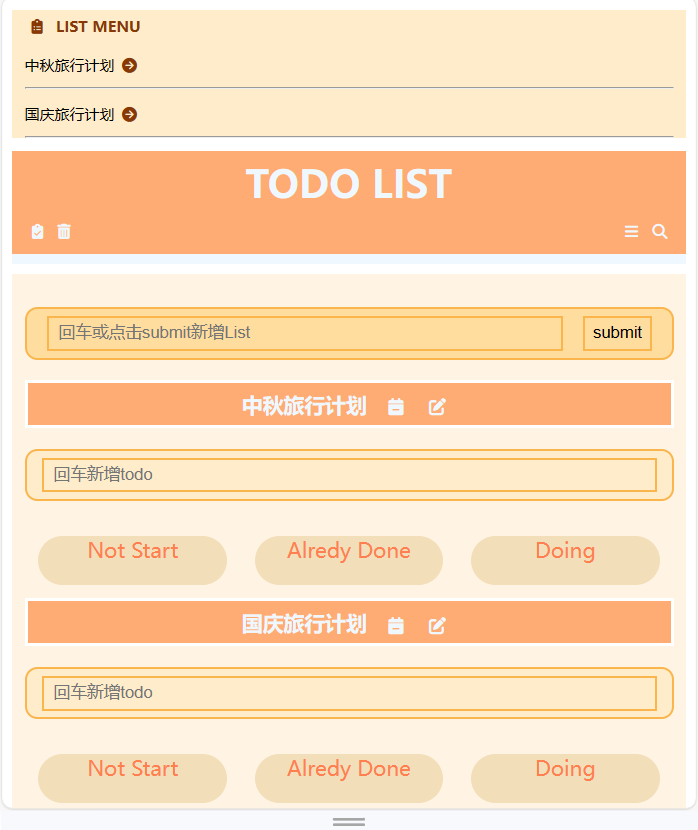 LIST MENU
中秋旅行计划
国庆旅行计划
TODO LIST
回车或点击submit新增List submit
中秋旅行计划
回车新增todo
Not Start Alredy Done Doing
国庆旅行计划
回车新增todo
Not Start Alredy Done Doing